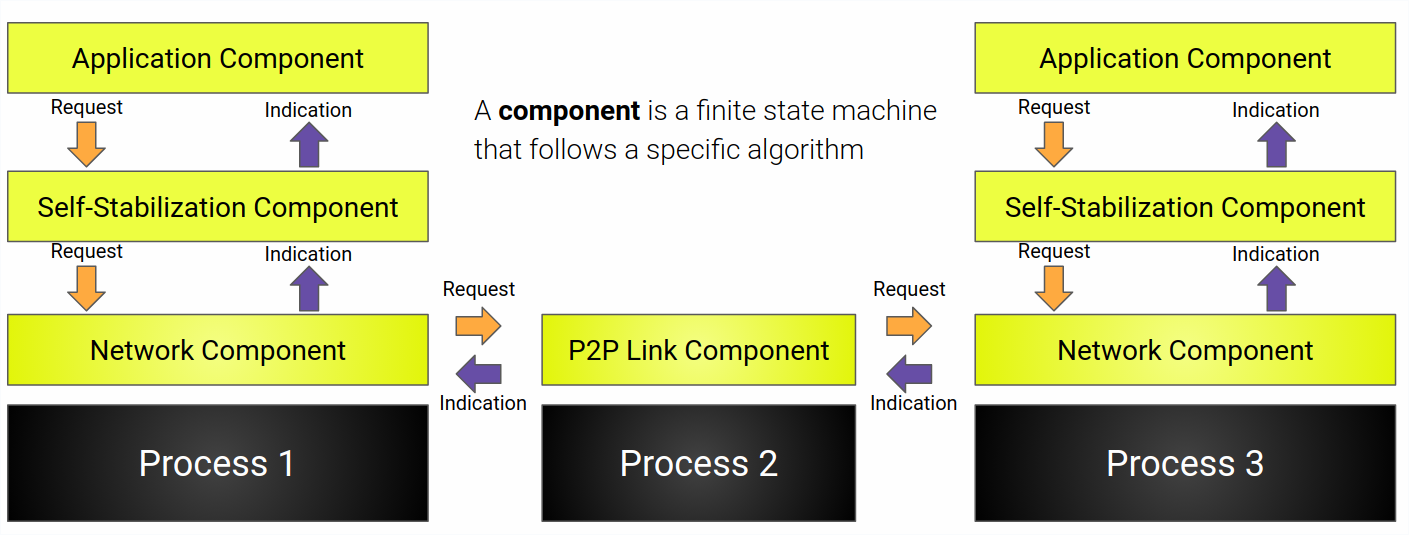 Application Component
Request
Indication
Self-Stabilization Component
Request
Indication
Network Component
Process 1
A component is a finite state machine
that follows a specific algorithm
Request
Indication
P2P Link Component
Process 2
Request
Indication
Application Component
Request
Indication
Self-Stabilization Component
Request
Indication
Network Component
Process 3